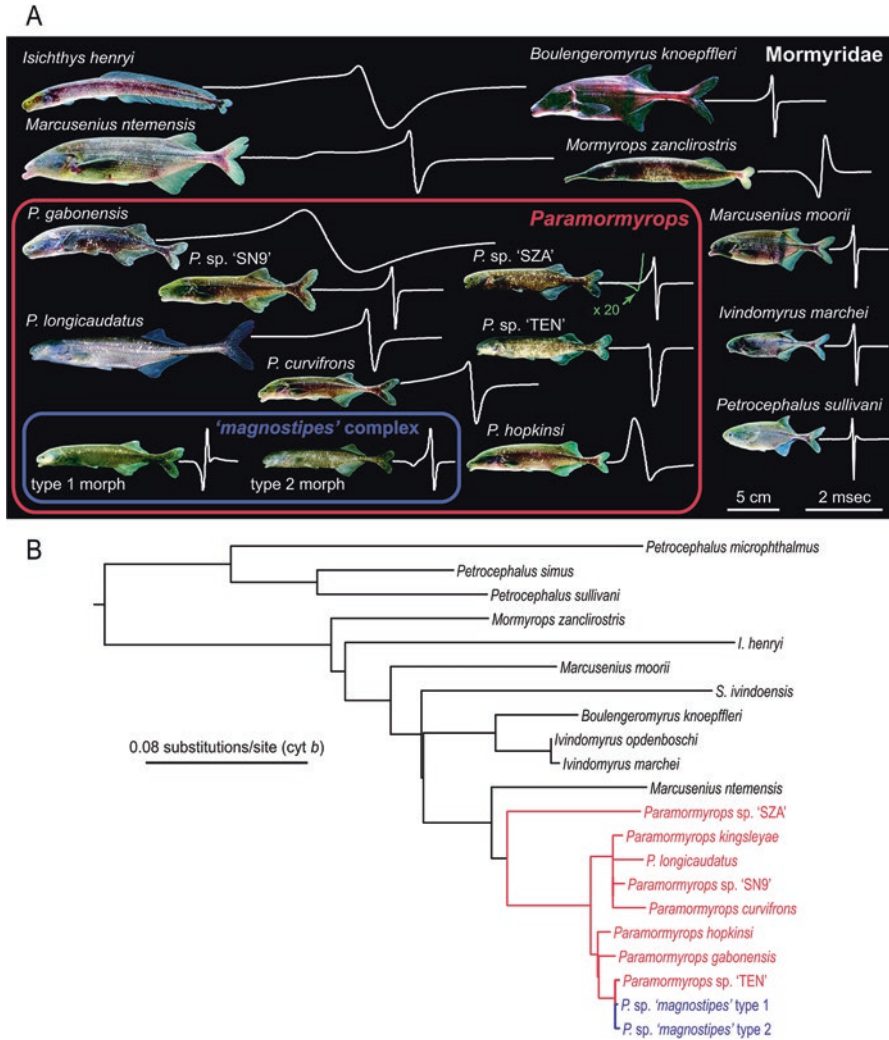 A
Isichthys henryi
Boulengeromyrus knoepffleri
Mormyridae
Marcusenius ntemensis
Mormyrops zanclirostris
P. gabonensis
Paramormyrops
P. sp. ‘SN9’
P. sp. ‘SZA’
x 20
Marcusenius moorii
P. longicaudatus
P. sp. ‘TEN’
Ivindomyrus marchei
P. curvifrons
‘magnostipes’ complex
P. hopkinsi
Petrocephalus sullivani
type 1 morph
type 2 morph
5 cm
2 msec
B
Petrocephalus microphthalmus
Petrocephalus simus
Petrocephalus sullivani
Mormyrops zanclirostris
I. henryi
Marcusenius moorii
S. ivindoensis
Boulengeromyrus knoepffleri
0.08 substitutions/site (cyt b)
Ivindomyrus opdenboschi
Ivindomyrus marchei
Marcusenius ntemensis
Paramormyrops sp. ‘SZA’
Paramormyrops kingsleyae
P. longicaudatus
Paramormyrops sp. ‘SN9’
Paramormyrops curvifrons
Paramormyrops hopkinsi
Paramormyrops gabonensis
Paramormyrops sp. ‘TEN’
P. sp. ‘magnostipes’ type 1
P. sp. ‘magnostipes’ type 2